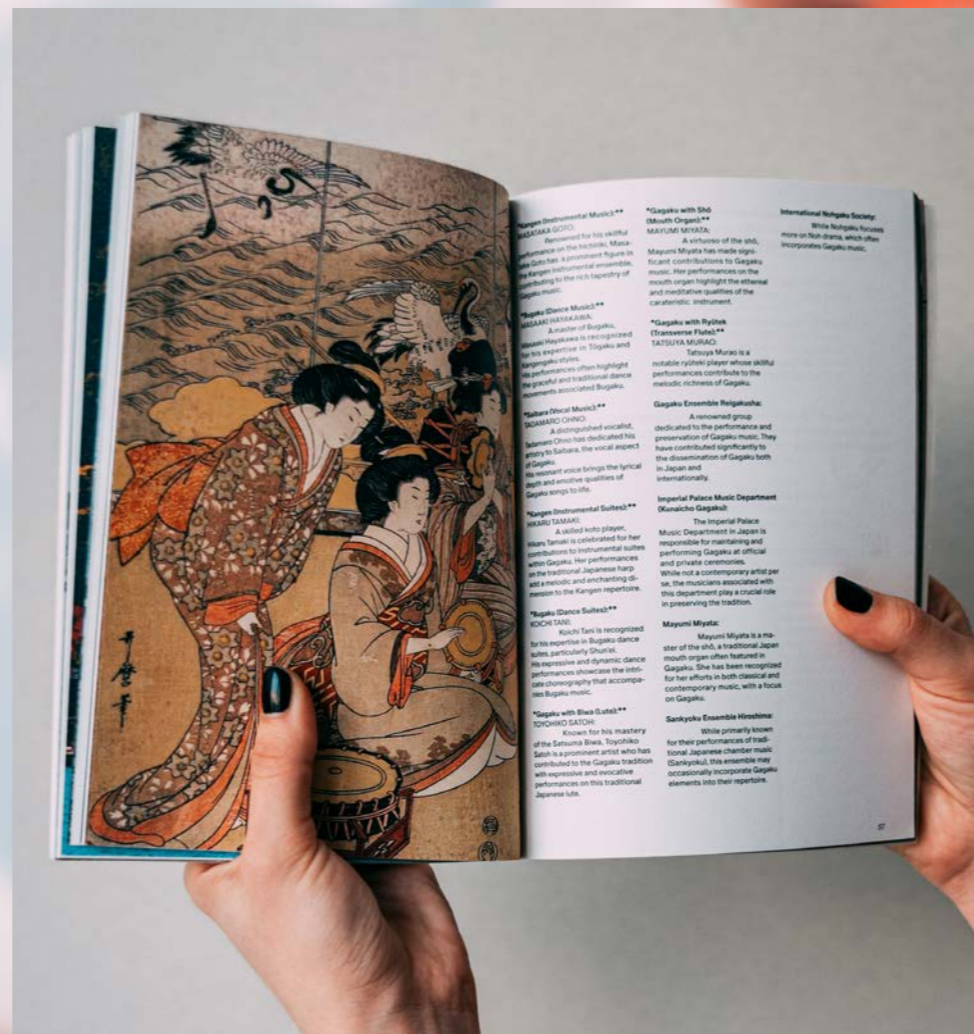 *Kangen (Instrumental Music):**
MASATAKA GOTO:
Renowned for his skillful
performance on the hichiriki, Masa-
taka Goto has a prominent figure in
the Kangen instrumental ensemble,
contributing to the rich tapestry of
Gagaku music.
*Bugaku (Dance Music):**
MASAAKI HAYAKAWA:
A master of Bugaku,
Masaaki Hayakawa is recognized
for his expertise in Tōgaku and
Kangengaku styles.
His performances often highlight
the graceful and traditional dance
movements associated Bugaku.
*Saibara (Vocal Music):**
TADAMARO OHNO:
A distinguished vocalist,
Tadamaro Ohno has dedicated his
artistry to Saibara, the vocal aspect
of Gagaku.
His resonant voice brings the lyrical
depth and emotive qualities of
Gagaku songs to life.
*Kangen (Instrumental Suites):**
HIKARU TAMAKI:
A skilled koto player,
Hikaru Tamaki is celebrated for her
contributions to instrumental suites
within Gagaku. Her performances
on the traditional Japanese harp
add a melodic and enchanting di-
mension to the Kangen repertoire.
*Bugaku (Dance Suites):**
KOICHI TANI:
Koichi Tani is recognized
for his expertise in Bugaku dance
suites, particularly
His expressive and dynamic dance
performances showcase the intri-
cate choreography that accompa-
nies Bugaku music.
*Gagaku with Biwa (Lute):**
TOYOHIKO SATOH:
Known for his mastery
of the Satsuma Biwa, Toyohiko
Satoh is a prominent artist who has
contributed to the Gagaku tradition
with expressive and evocative
performances on this traditional
Japanese lute.
*Gagaku with Shō
(Mouth Organ):**
MAYUMI MIYATA:
A virtuoso of the shō,
Mayumi Miyata has made signi-
ficant contributions to Gagaku
music. Her performances on the
mouth organ highlight the ethereal
and meditative qualities of the
carateristic instrument.
*Gagaku with Ryūtek
(Transverse Flute):**
TATSUYA MURAO:
Tatsuya Murao is a
notable ryūteki player whose skillful
performances contribute to the
melodic richness of Gagaku.
Gagaku Ensemble Reigakusha:
A renowned group
dedicated to the performance and
preservation of Gagaku music. They
have contributed significantly to
the dissemination of Gagaku both
in Japan and
internationally.
Imperial Palace Music Department
(Kunaicho Gagaku):
The Imperial Palace
Music Department in Japan is
responsible for maintaining and
performing Gagaku at official
and private ceremonies.
While not a contemporary artist per
se, the musicians associated with
this department play a crucial role
in preserving the tradition.
Mayumi Miyata:
Mayumi Miyata is a ma-
ster of the shō, a traditional Japan
mouth organ often featured in
Gagaku. She has been recognized
for her efforts in both classical and
contemporary music, with a focus
on Gagaku.
Sankyoku Ensemble Hiroshima:
While primarily known
for their performances of tradi-
tional Japanese chamber music
(Sankyoku), this ensemble may
occasionally incorporate Gagaku
elements into their repertoire.
International Nohgaku Society:
While Nohgaku focuses
more on Noh drama, which often
incorporates Gagaku music.
57